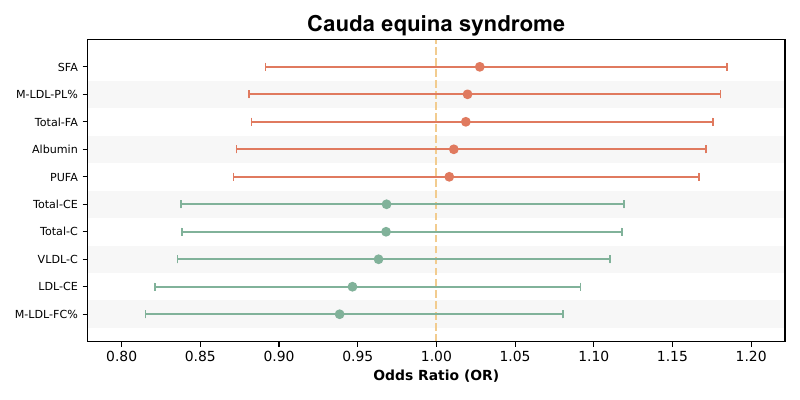 Cauda equina syndrome
SFA
M-LDL-PL%
Total-FA
Albumin
PUFA
Total-CE
Total-C
VLDL-C
LDL-CE
M-LDL-FC%
0.80 0.85 0.90 0.95 1.00 1.05 1.10 1.15 1.20
Odds Ratio (OR)